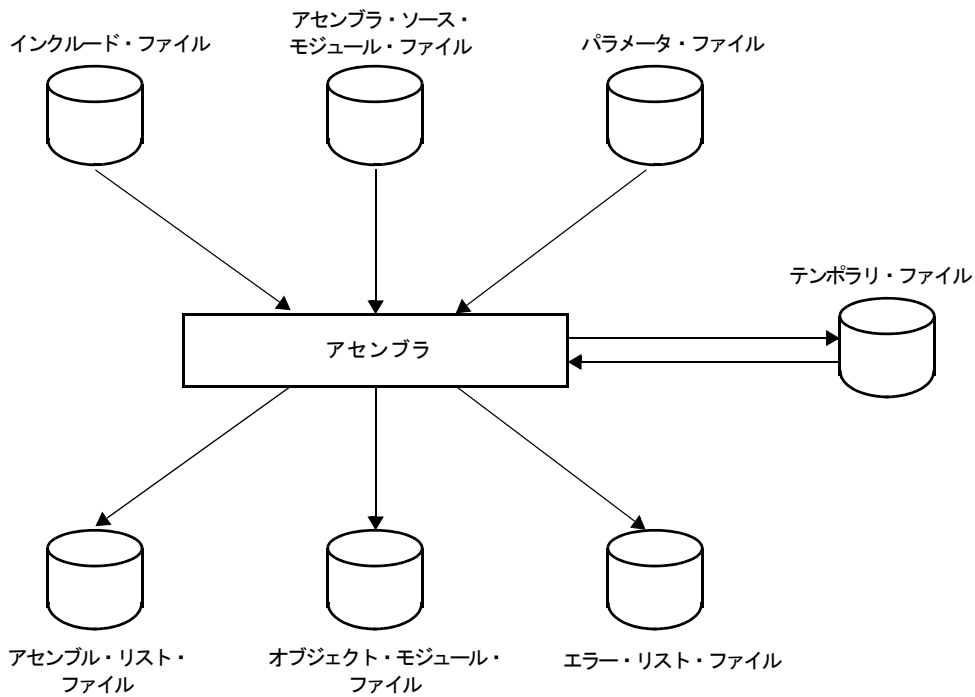 インクルード・ファイル
アセンブラ・ソース・
モジュール・ファイル
パラメータ・ファイル
テンポラリ・ファイル
アセンブラ
アセンブル・リスト・
ファイル
オブジェクト・モジュール・
ファイル
エラー・リスト・ファイル